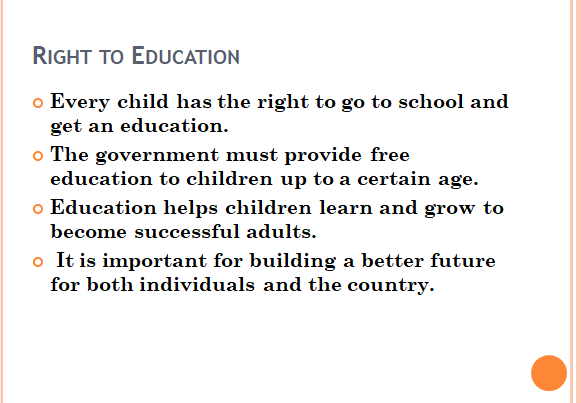 Right to Education
Every child has the right to go to school and
get an education.
The government must provide free
education to children up to a certain age.
Education helps children learn and grow to
become successful adults.
It is important for building a better future
for both individuals and the country.